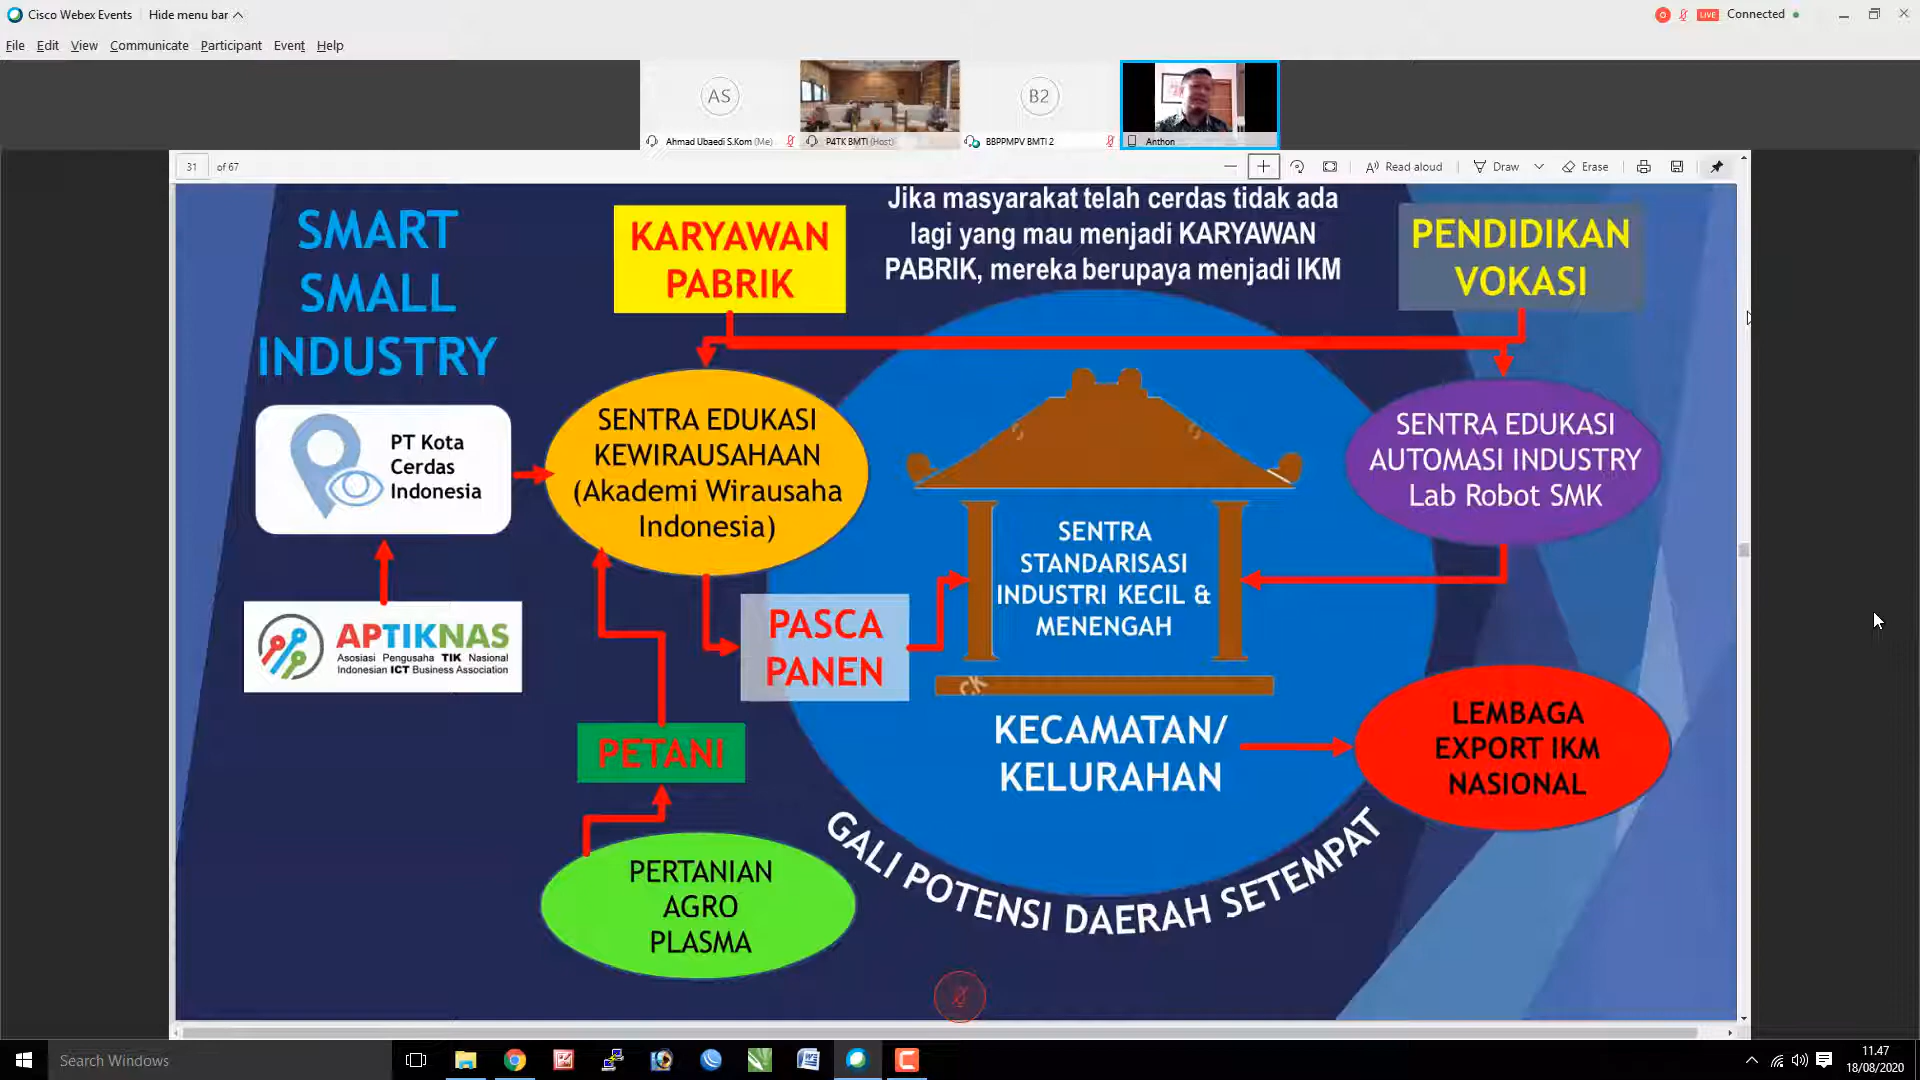 Cisco Webex Events
Hide menu bar
LIVE
Connected
File Edit View Communicate Participant Event Help
AS
B2
Ahmad Ubaedi S.Kom (Me)
P4TK BMTI (Host)
BBPPMPV BMTI 2
Anthon
31 of 67
Read aloud
Draw
Erase
SMART
SMALL
INDUSTRY
KARYAWAN
PABRIK
Jika masyarakat telah cerdas tidak ada
lagi yang mau menjadi KARYAWAN
PABRIK, mereka berupaya menjadi IKM
PENDIDIKAN
VOKASI
PT Kota
Cerdas
Indonesia
SENTRA EDUKASI
KEWIRAUSAHAAN
(Akademi Wirausaha
Indonesia)
SENTRA EDUKASI
AUTOMASI INDUSTRY
Lab Robot SMK
SENTRA
STANDARISASI
INDUSTRI KECIL &
MENENGAH
APTIKNAS
Asosiasi Pengusaha TIK Nasional
Indonesian ICT Business Association
PASCA
PANEN
PETANI
KECAMATAN/
KELURAHAN
LEMBAGA
EXPORT IKM
NASIONAL
PERTANIAN
AGRO
PLASMA
GALI POTENSI DAERAH SETEMPAT
Search Windows
11.47
18/08/2020